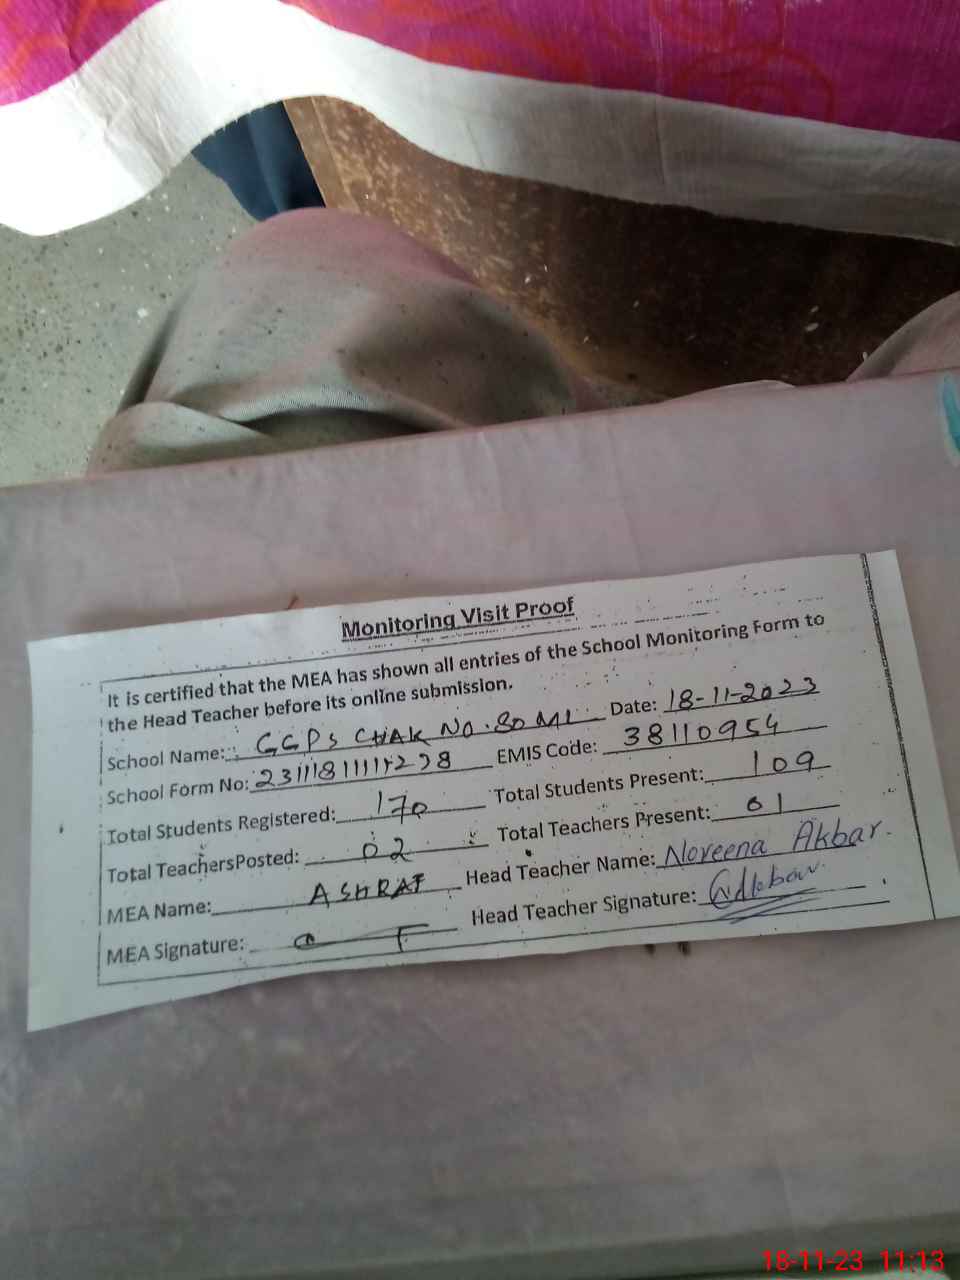 Monitoring Visit Proof
It is certified that the MEA has shown all entries of the School Monitoring Form to
the Head Teacher before its online submission.
School Name: GGPS CHAK NO. 80 ML Date: 18-11-2023
School Form No: EMIS Code: 38110954
Total Students Registered: 170 Total Students Present: 109
Total TeachersPosted: 02 Total Teachers Present: 01
MEA Name: ASHRAF Head Teacher Name: Noreena Akbar.
MEA Signature: Head Teacher Signature:
18-11-23 11:13